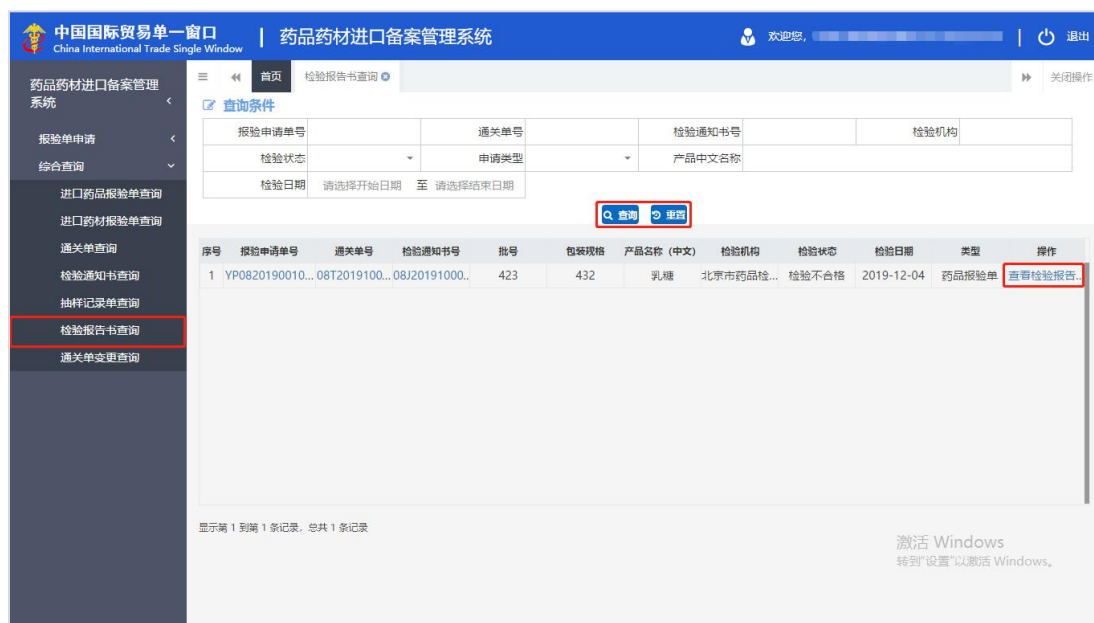 中国国际贸易单一窗口 | 药品药材进口备案管理系统 欢迎您, | 退出
China International Trade Single Window
药品药材进口备案管理系统
首页 检验报告书查询 关闭操作
查询条件
报验申请单号 通关单号 检验通知书号 检验机构
检验状态 申请类型 产品中文名称
检验日期 请选择开始日期 至 请选择结束日期
查询 重置
报验单申请
综合查询
进口药品报验单查询
进口药材报验单查询
通关单查询
检验通知书查询
抽样记录单查询
检验报告书查询
通关单变更查询
序号 报验申请单号 通关单号 检验通知书号 批号 包装规格 产品名称（中文） 检验机构 检验状态 检验日期 类型 操作
1 YP0820190010... 08T2019100... 08J20191000.. 423 432 乳糖 北京市药品检... 检验不合格 2019-12-04 药品报验单 查看检验报告..
显示第 1 到第 1 条记录，总共 1 条记录
激活 Windows
转到"设置"以激活 Windows。